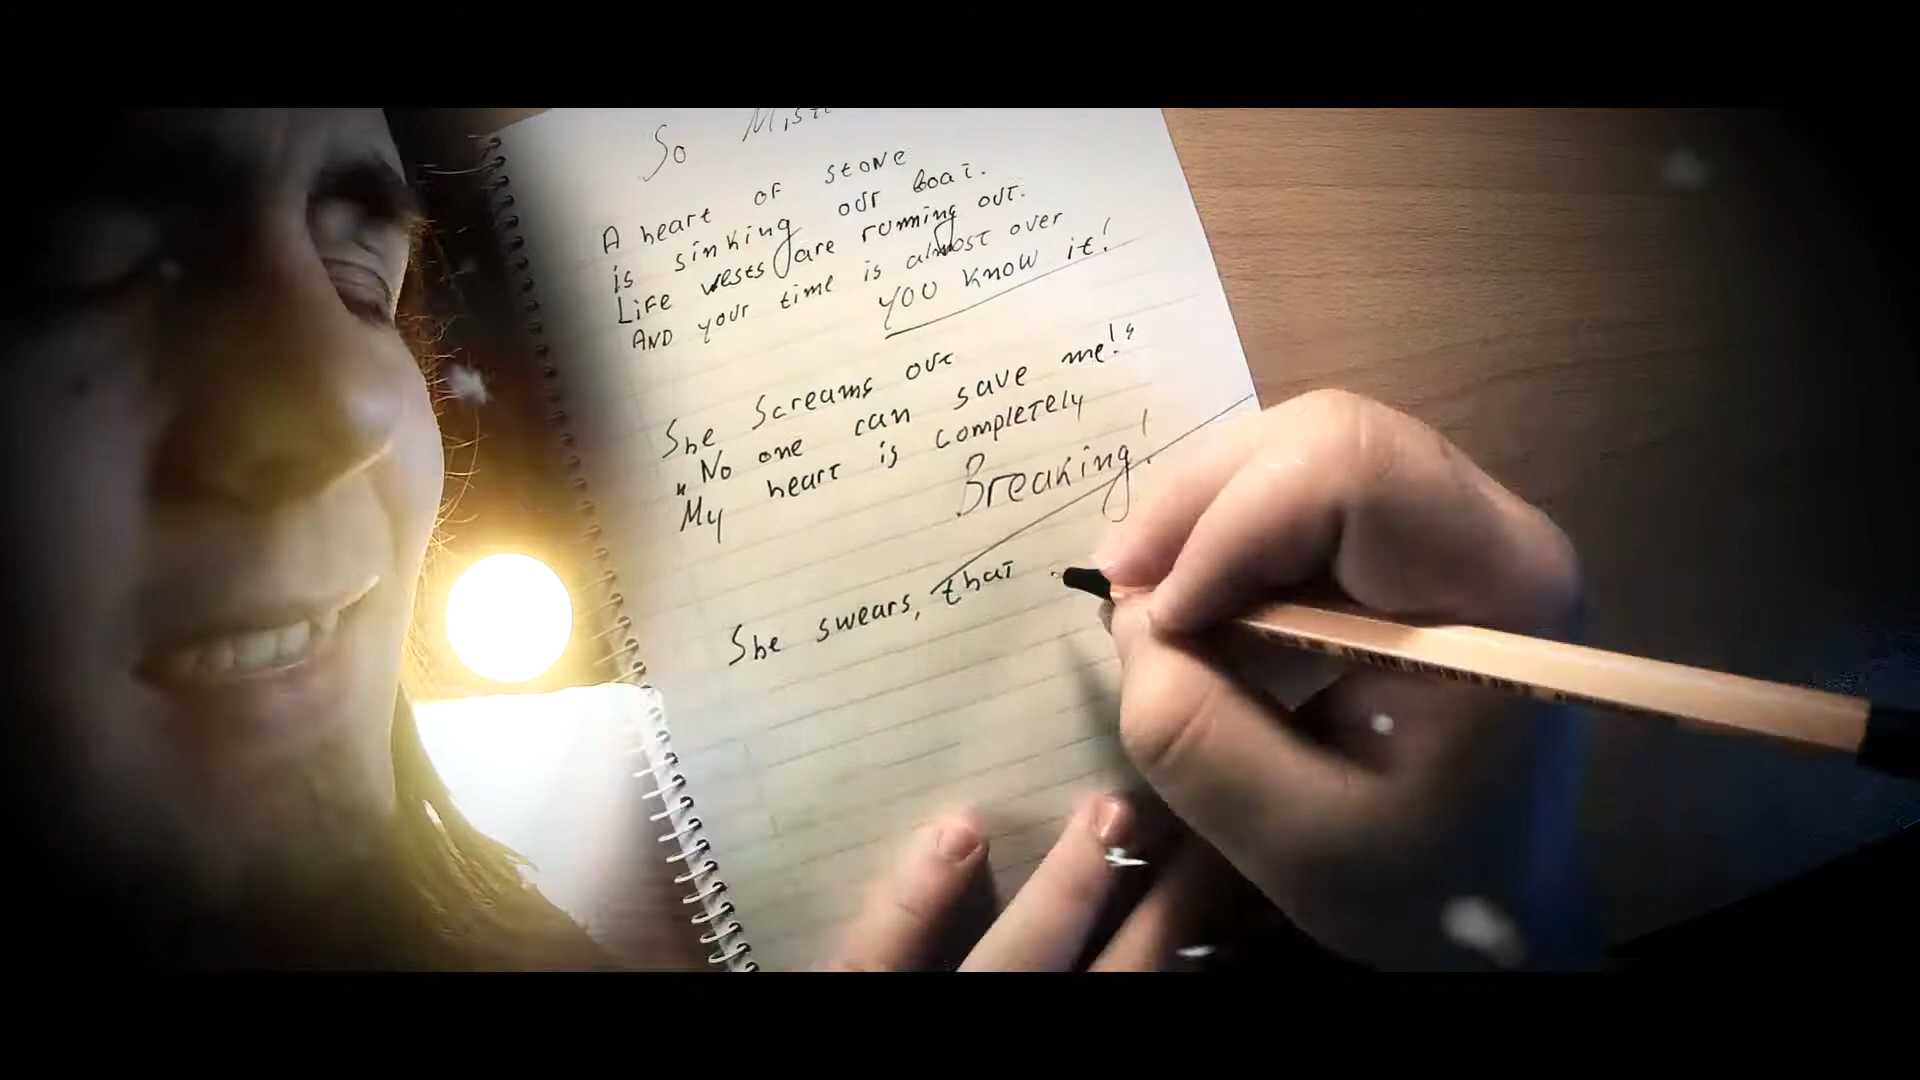 So
A heart of stone
is sinking our boat.
Life vests are running out.
AND your time is almost over
YOU KNOW it!
She Screams out
"No one can save me!"
My heart is completely
Breaking!
She swears, that